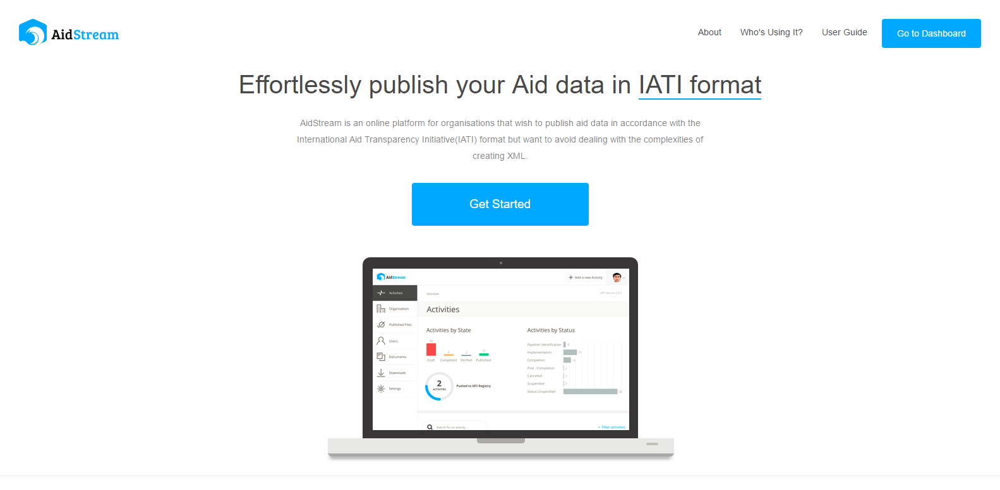 AidStream
About
Who's Using It?
User Guide
Go to Dashboard
Effortlessly publish your Aid data in IATI format
AidStream is an online platform for organisations that wish to publish aid data in accordance with the
International Aid Transparency Initiative(IATI) format but want to avoid dealing with the complexities of
creating XML.
Get Started
AidStream
Add a new Activity
Activities
Activities
Organisation
Activities
Published Files
Users
Documents
Downloads
Settings
Activities by State
Draft
Completed
Verified
Published
2
ACTIVITIES
Pushed to IATI Registry
Activities by Status
Pipeline/ Identification
Implementation
Completion
Post - Completion
2
Cancelled
2
Suspended
2
Status Unspecified
Search for an activity...
+ Filter activities